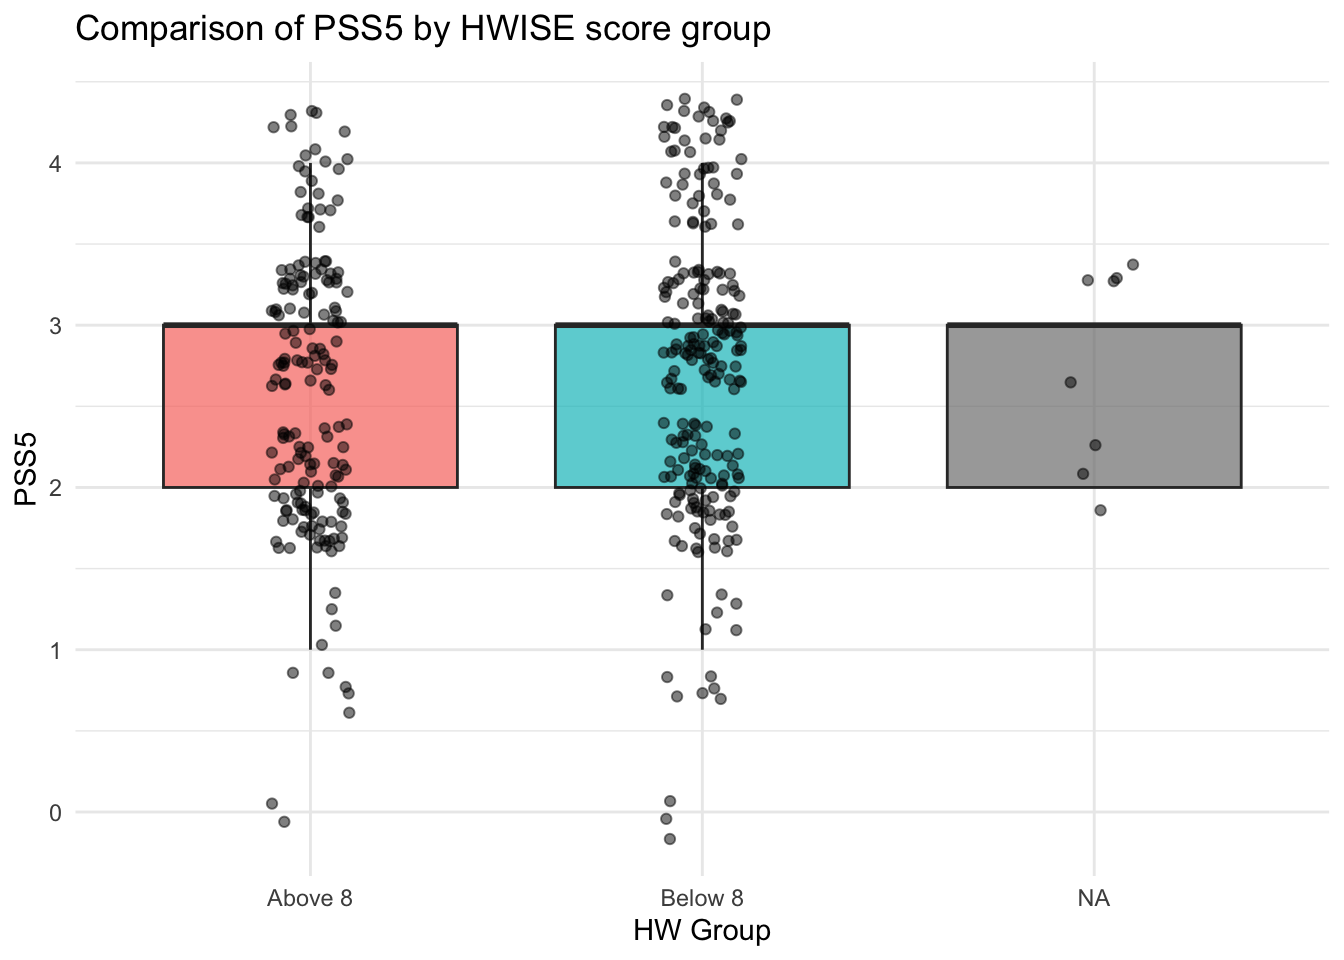 Comparison of PSS5 by HWISE score group
PSS5
4
3
2
1
0
Above 8
Below 8
NA
HW Group